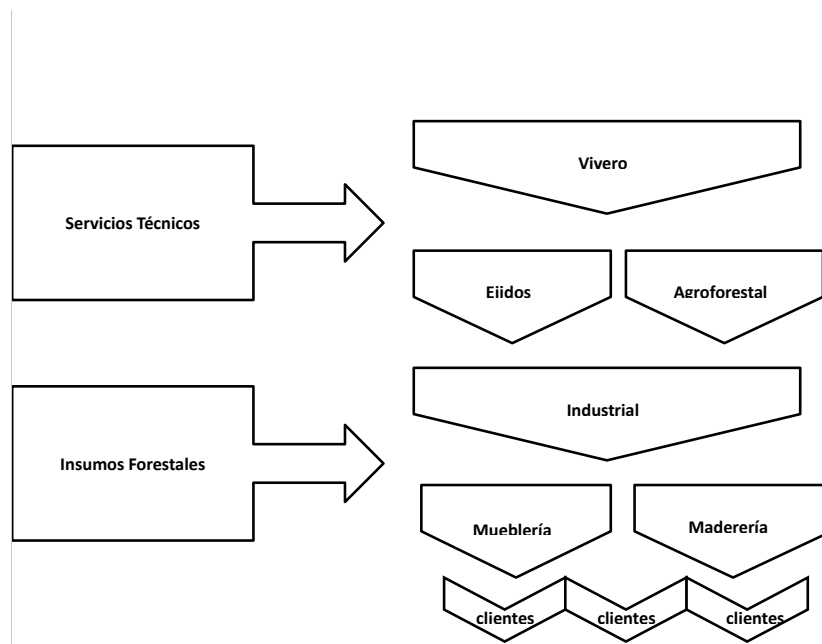 Vivero
Servicios Técnicos
Ejidos
Agroforestal
Industrial
Insumos Forestales
Mueblería
Maderería
clientes
clientes
clientes